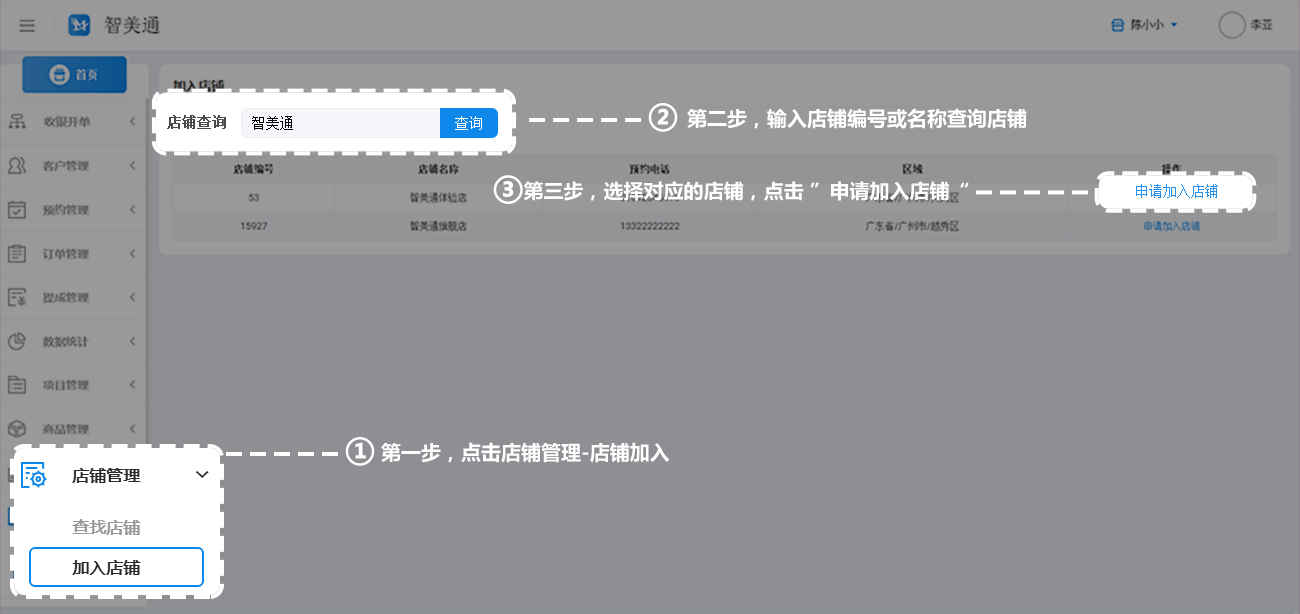 智美通
陈小小
李亚
首页
加入店铺
收银开单
店铺查询
智美通
查询
② 第二步，输入店铺编号或名称查询店铺
客户管理
店铺编号
店铺名称
预约电话
区域
操作
53
智美通体验店
③第三步，选择对应的店铺，点击 ” 申请加入店铺 “
申请加入店铺
预约管理
15927
智美通旗舰店
13322222222
广东省/广州市/越秀区
申请加入店铺
订单管理
提成管理
数据统计
项目管理
商品管理
① 第一步，点击店铺管理-店铺加入
店铺管理
查找店铺
加入店铺